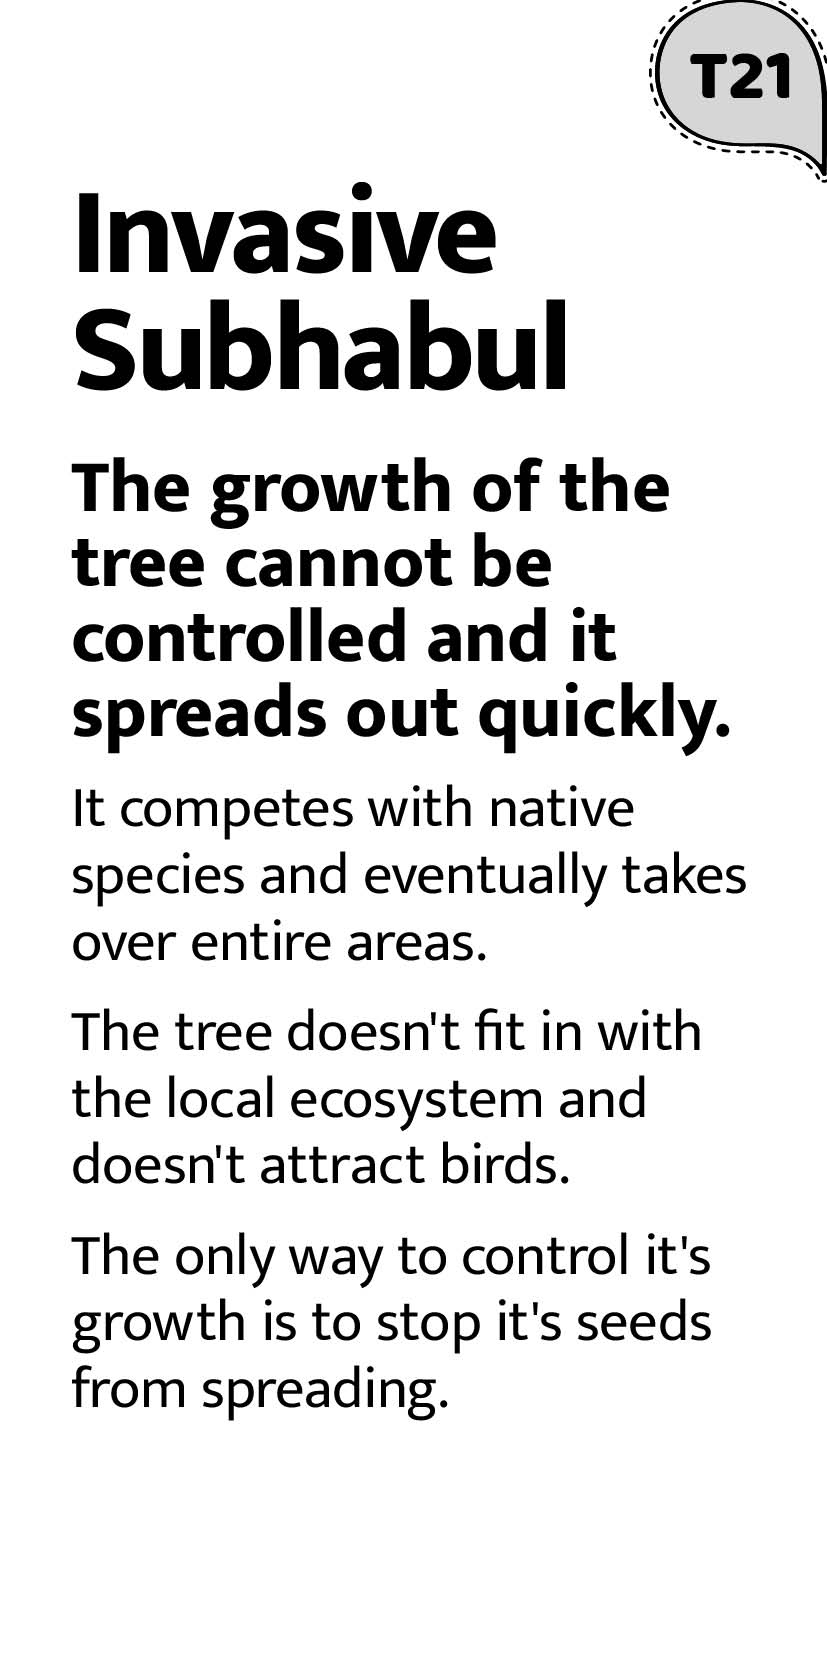 T21
Invasive
Subhabul
The growth of the
tree cannot be
controlled and it
spreads out quickly.
It competes with native
species and eventually takes
over entire areas.
The tree doesn't fit in with
the local ecosystem and
doesn't attract birds.
The only way to control it's
growth is to stop it's seeds
from spreading.